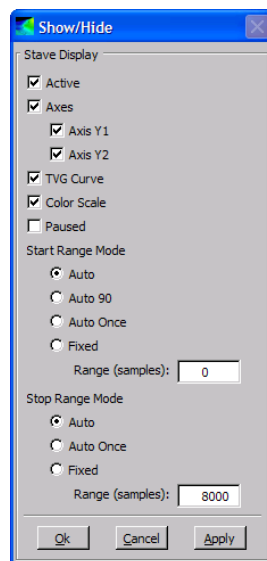 Show/Hide
Stave Display
Active
Axes
Axis Y1
Axis Y2
TVG Curve
Color Scale
Paused
Start Range Mode
Auto
Auto 90
Auto Once
Fixed
Range (samples): 0
Stop Range Mode
Auto
Auto Once
Fixed
Range (samples): 8000
Ok Cancel Apply